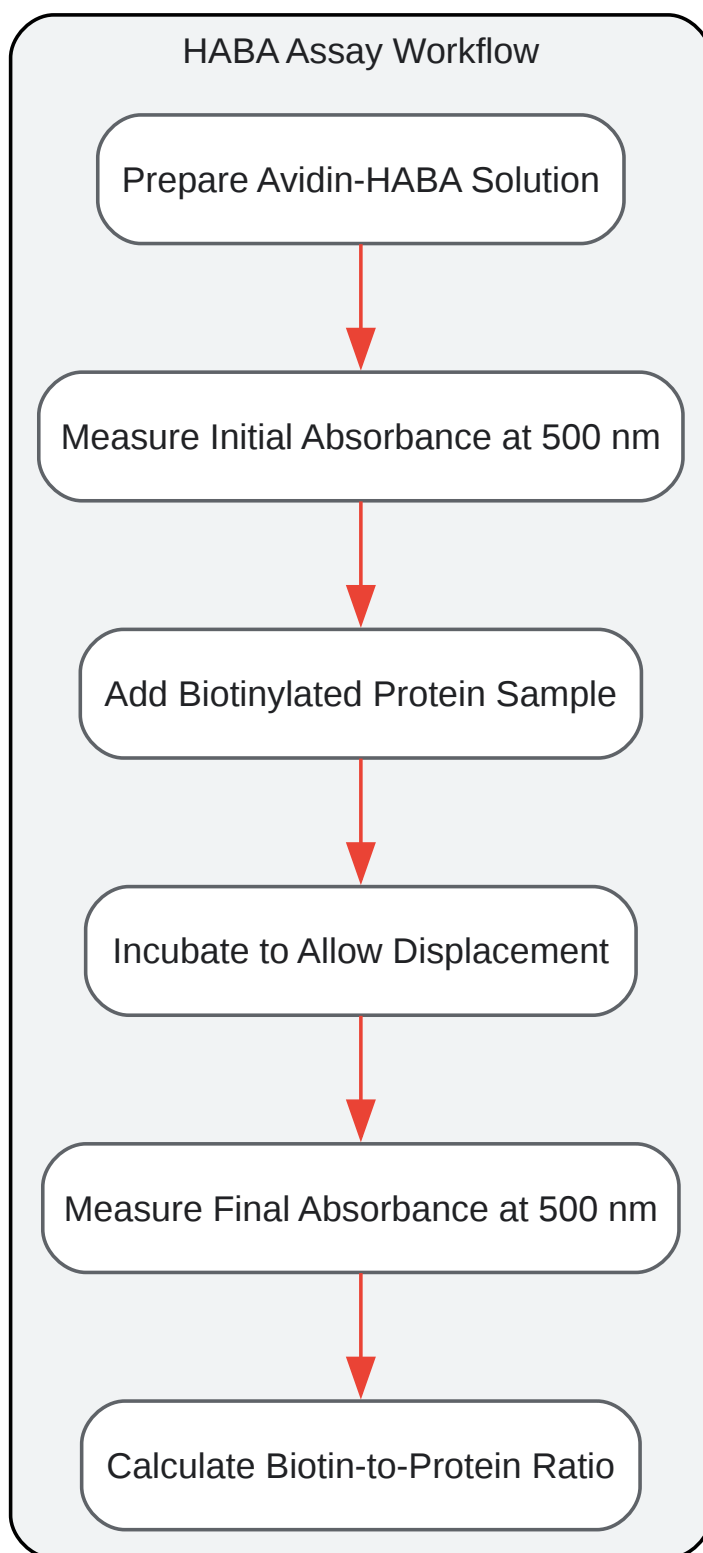 HABA Assay Workflow
Prepare Avidin-HABA Solution
Measure Initial Absorbance at 500 nm
Add Biotinylated Protein Sample
Incubate to Allow Displacement
Measure Final Absorbance at 500 nm
Calculate Biotin-to-Protein Ratio